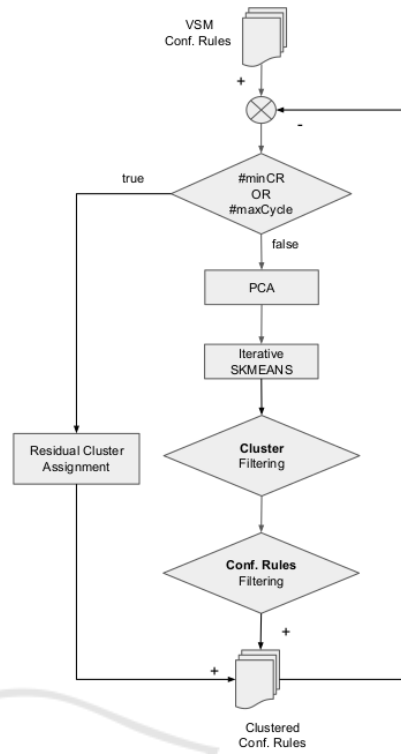 VSM
Conf. Rules
+
-
true
#minCR
OR
#maxCycle
false
PCA
Iterative
SKMEANS
Cluster
Filtering
Residual Cluster
Assignment
Conf. Rules
Filtering
+
+
Clustered
Conf. Rules